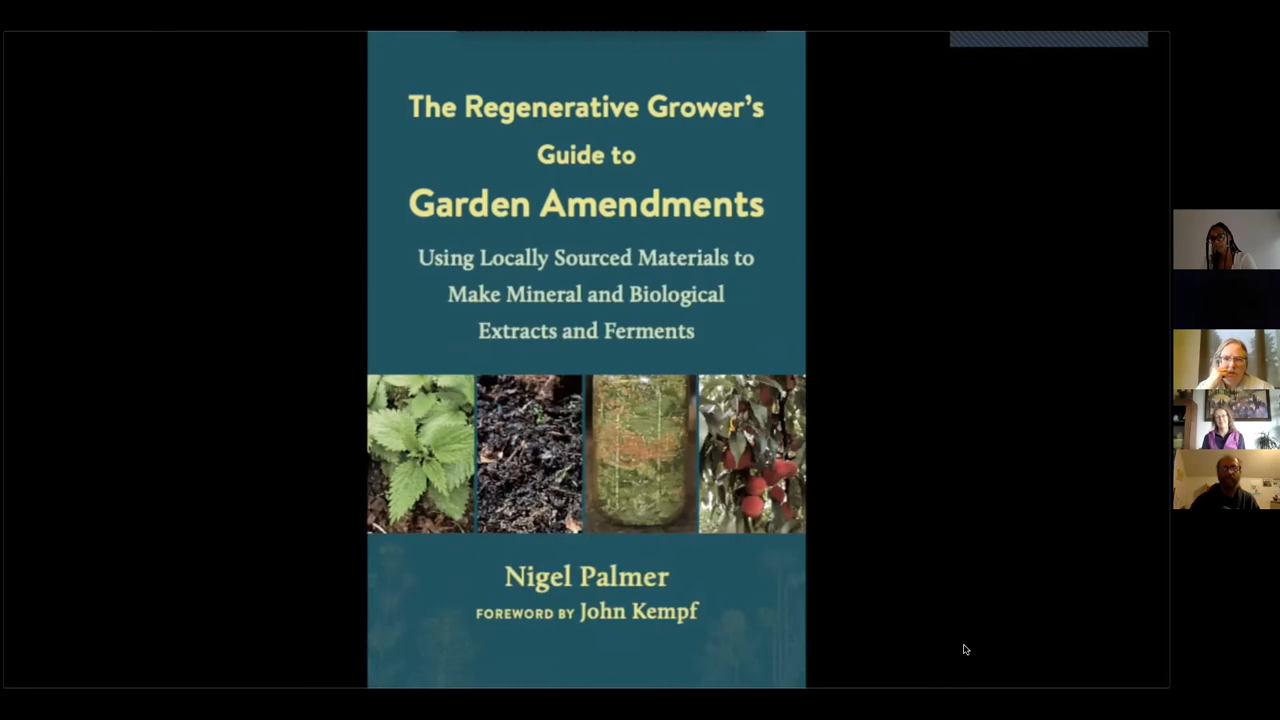 The Regenerative Grower's
Guide to
Garden Amendments
Using Locally Sourced Materials to
Make Mineral and Biological
Extracts and Ferments
Nigel Palmer
FOREWORD BY John Kempf